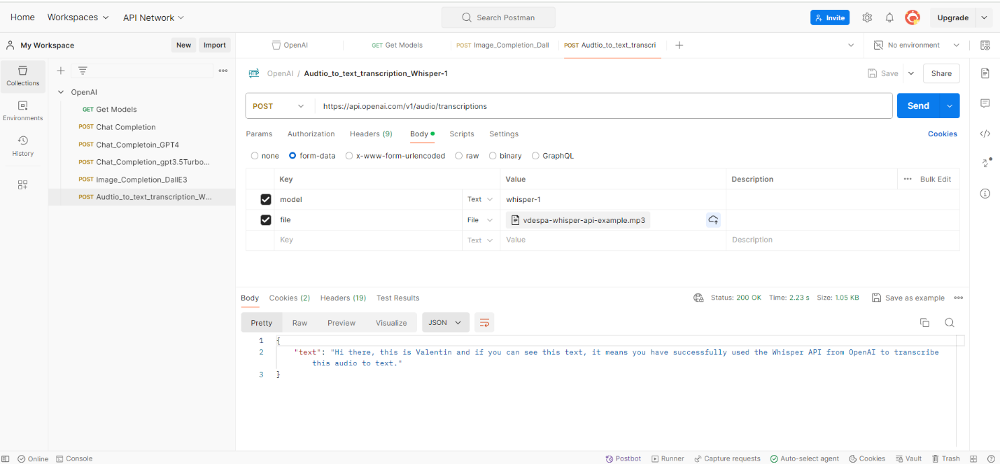 Home Workspaces API Network Search Postman Invite Upgrade
My Workspace New Import OpenAI GET Get Models POST Image_Completion_Dall POST Audtio_to_text_transcri No environment
Collections
Environments
History
OpenAI
GET Get Models
POST Chat Completion
POST Chat_Completoin_GPT4
POST Chat_Completion_gpt3.5Turbo...
POST Image_Completion_DallE3
POST Audtio_to_text_transcription_W...
HTTP OpenAI / Audtio_to_text_transcription_Whisper-1 Save Share
POST https://api.openai.com/v1/audio/transcriptions Send
Params Authorization Headers (9) Body Scripts Settings Cookies
none form-data x-www-form-urlencoded raw binary GraphQL
Key Value Description Bulk Edit
model Text whisper-1
file File vdespa-whisper-api-example.mp3
Key Text Value Description
Body Cookies (2) Headers (19) Test Results Status: 200 OK Time: 2.23 s Size: 1.05 KB Save as example
Pretty Raw Preview Visualize JSON
1 {
2 "text": "Hi there, this is Valentin and if you can see this text, it means you have successfully used the Whisper API from OpenAI to transcribe
this audio to text."
3 }
Online Console Postbot Runner Capture requests Auto-select agent Cookies Vault Trash